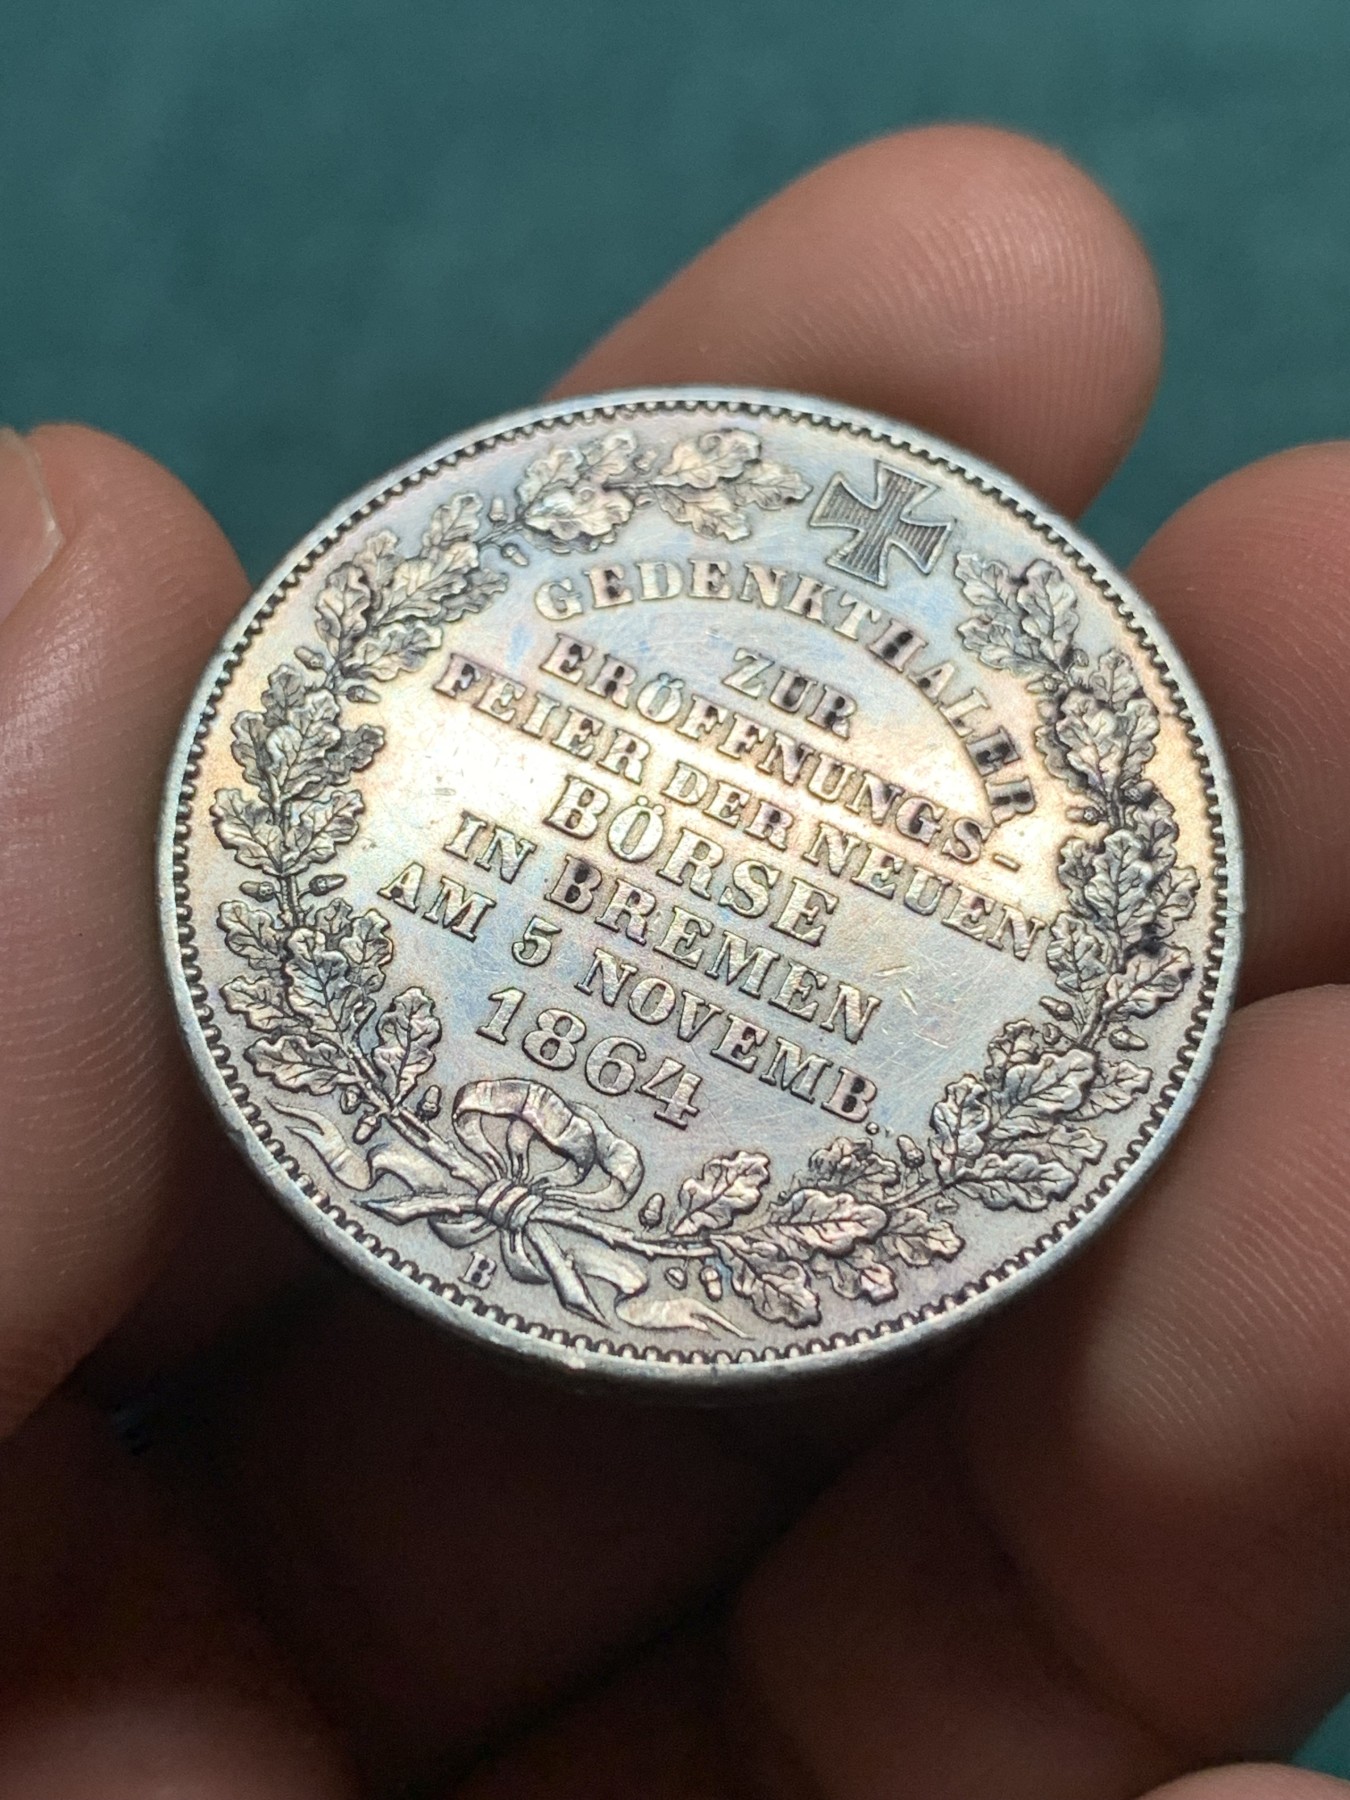 GEDENKTHALER
ZUR
ERÖFFNUNGS-
FEIER DER NEUEN
BÖRSE
IN BREMEN
AM 5 NOVEMB.
1864
B